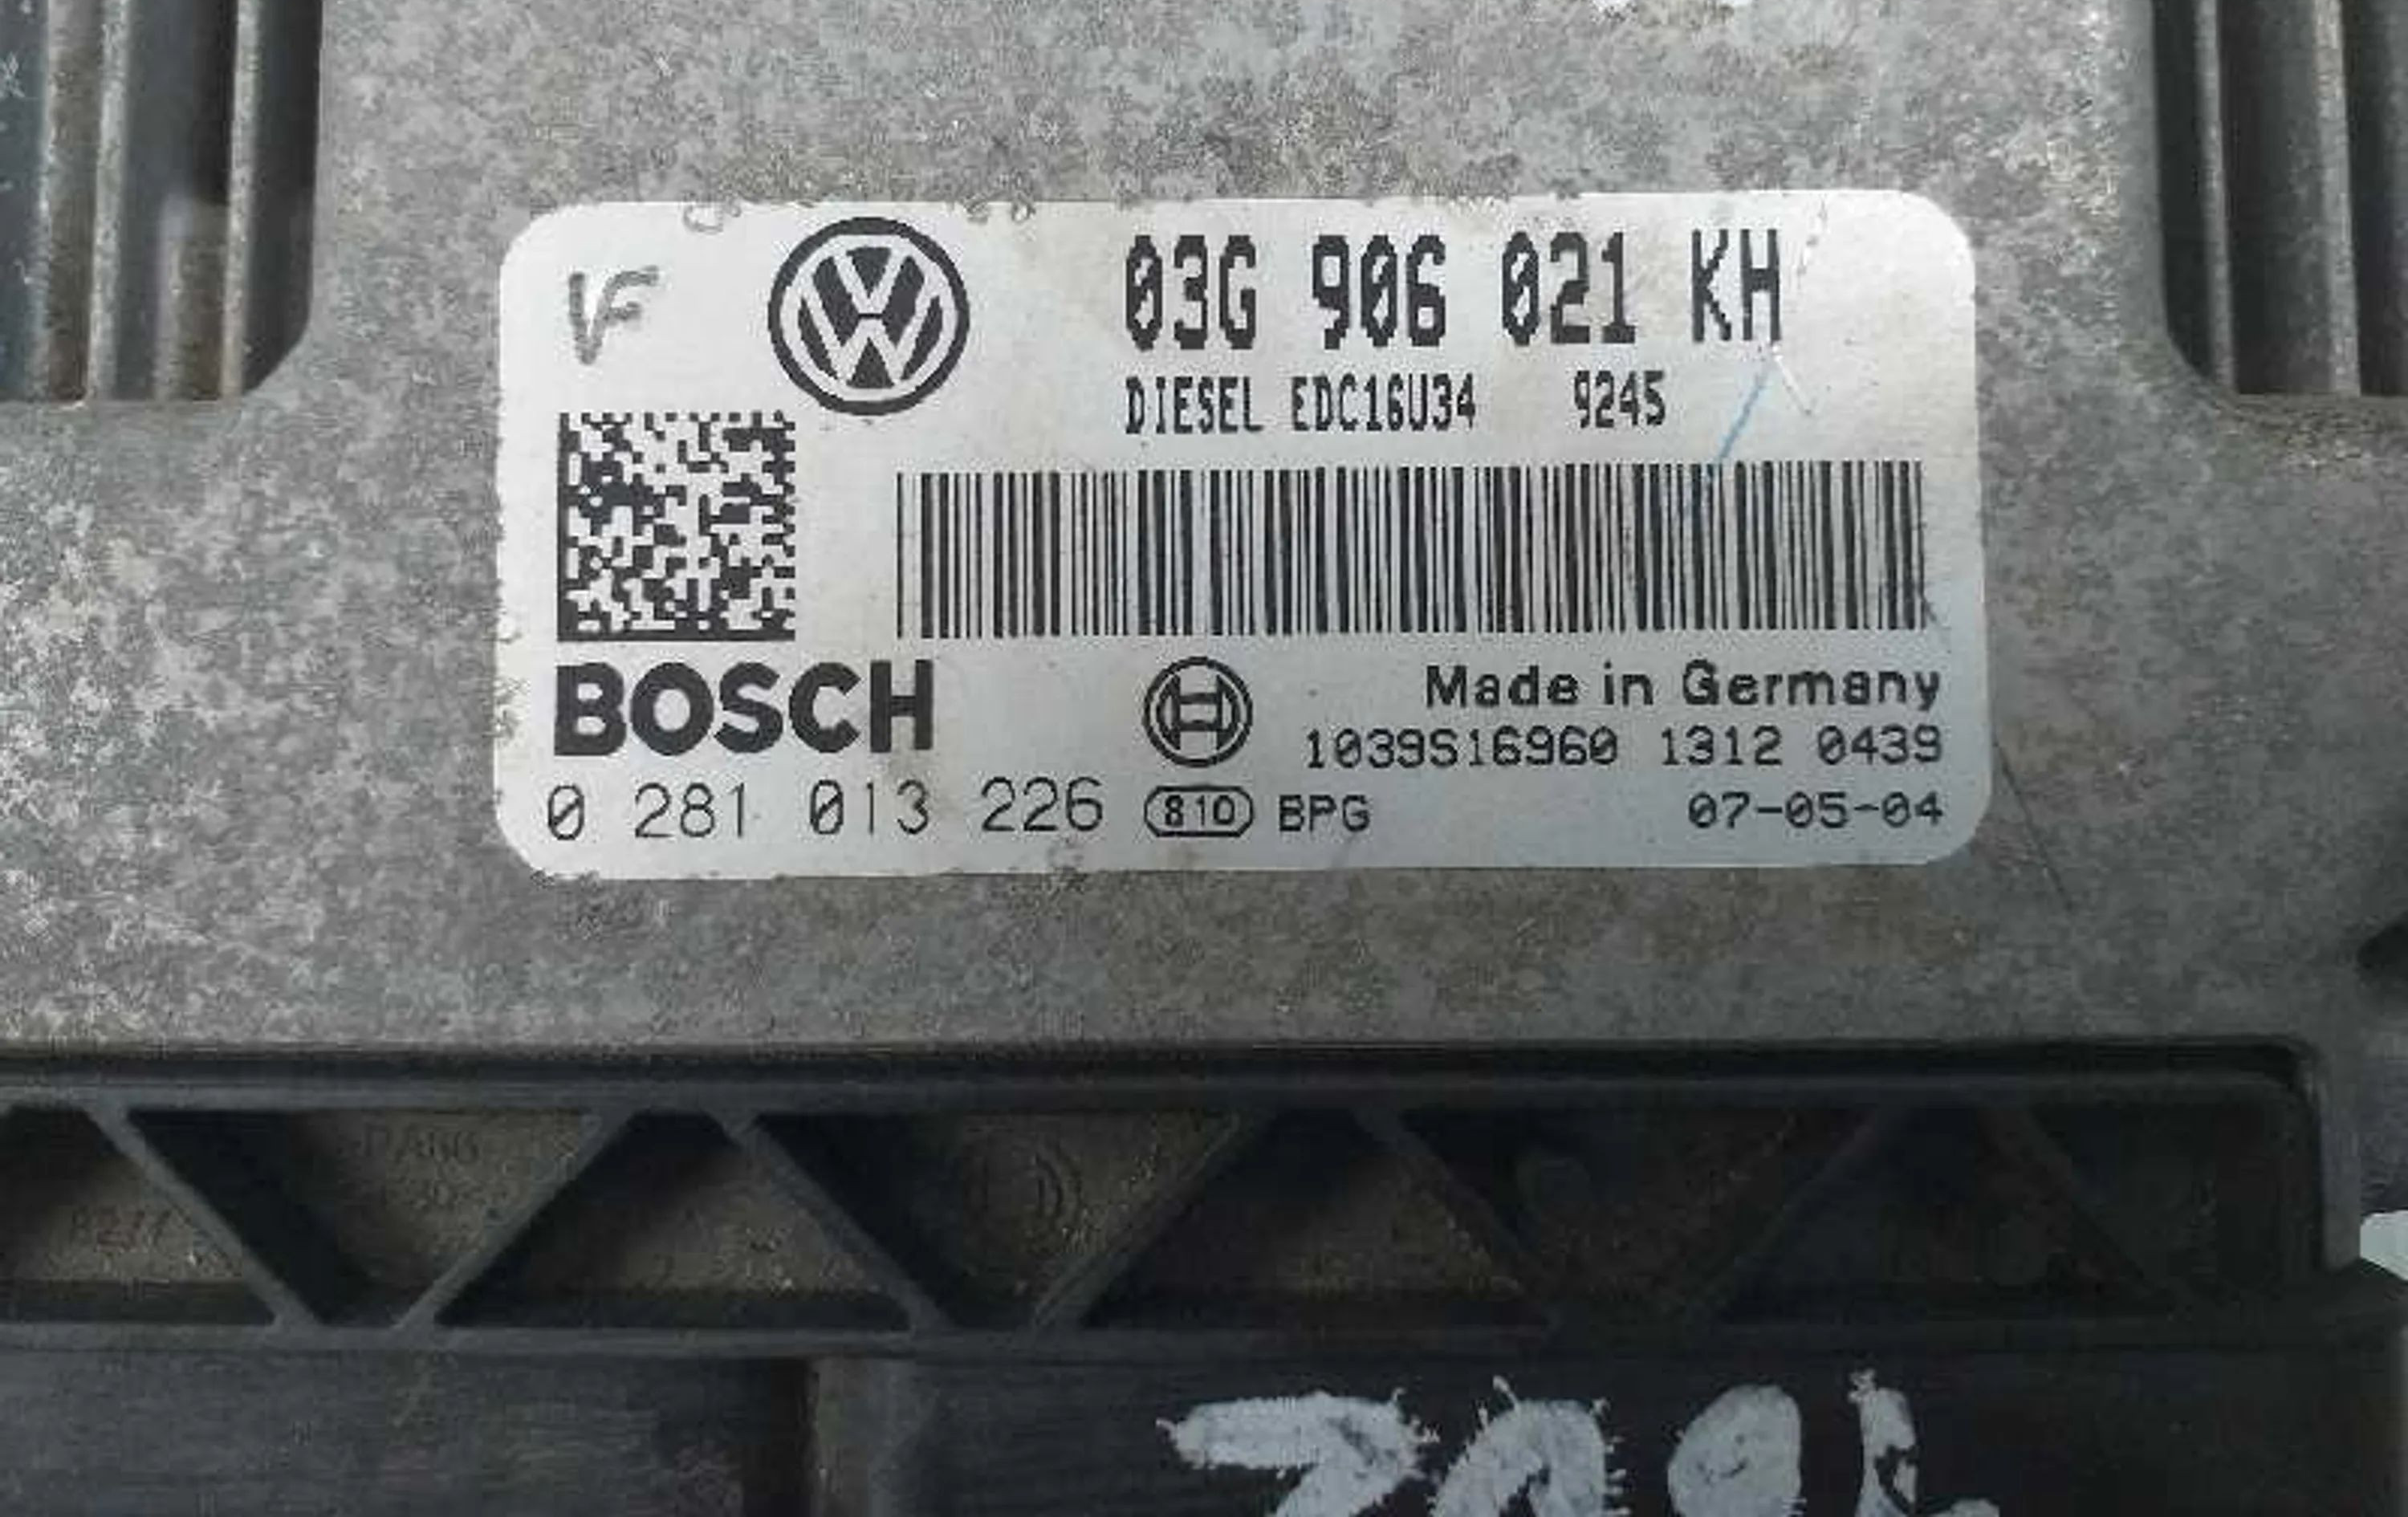 VF
03G 906 021 KH
DIESEL EDC16U34 9245
BOSCH
Made in Germany
1039S16960 1312 0439
0 281 013 226 810 BPG 07-05-04